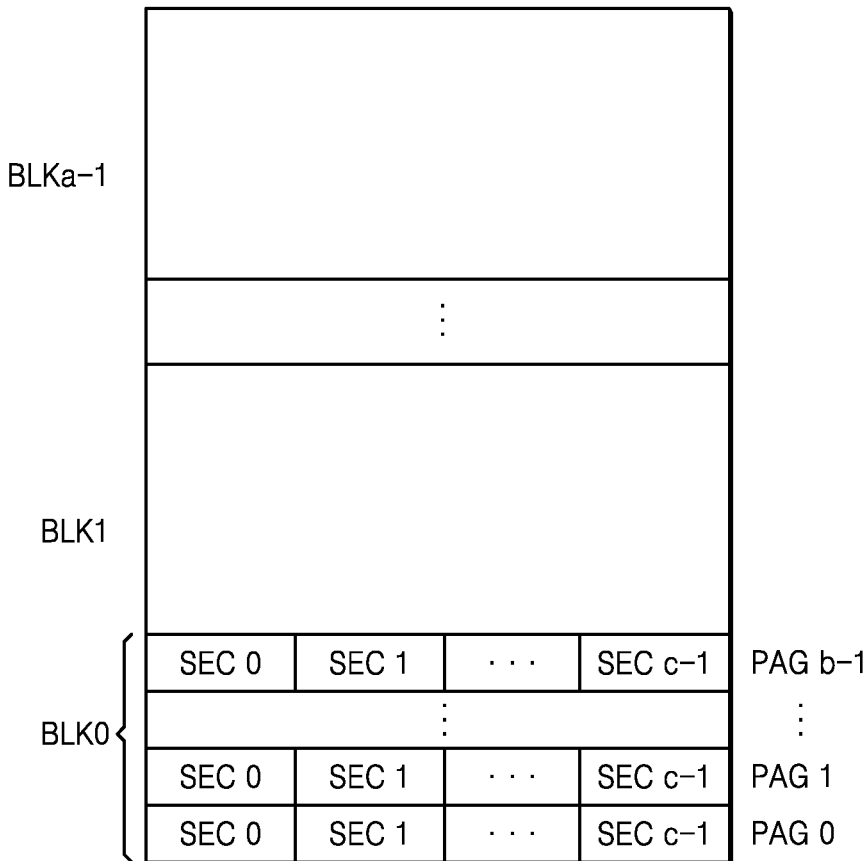 BLKa-1
⋮
BLK1
SEC 0 SEC 1 · · · SEC c-1 PAG b-1
BLK0 ⋮ ⋮
SEC 0 SEC 1 · · · SEC c-1 PAG 1
SEC 0 SEC 1 · · · SEC c-1 PAG 0